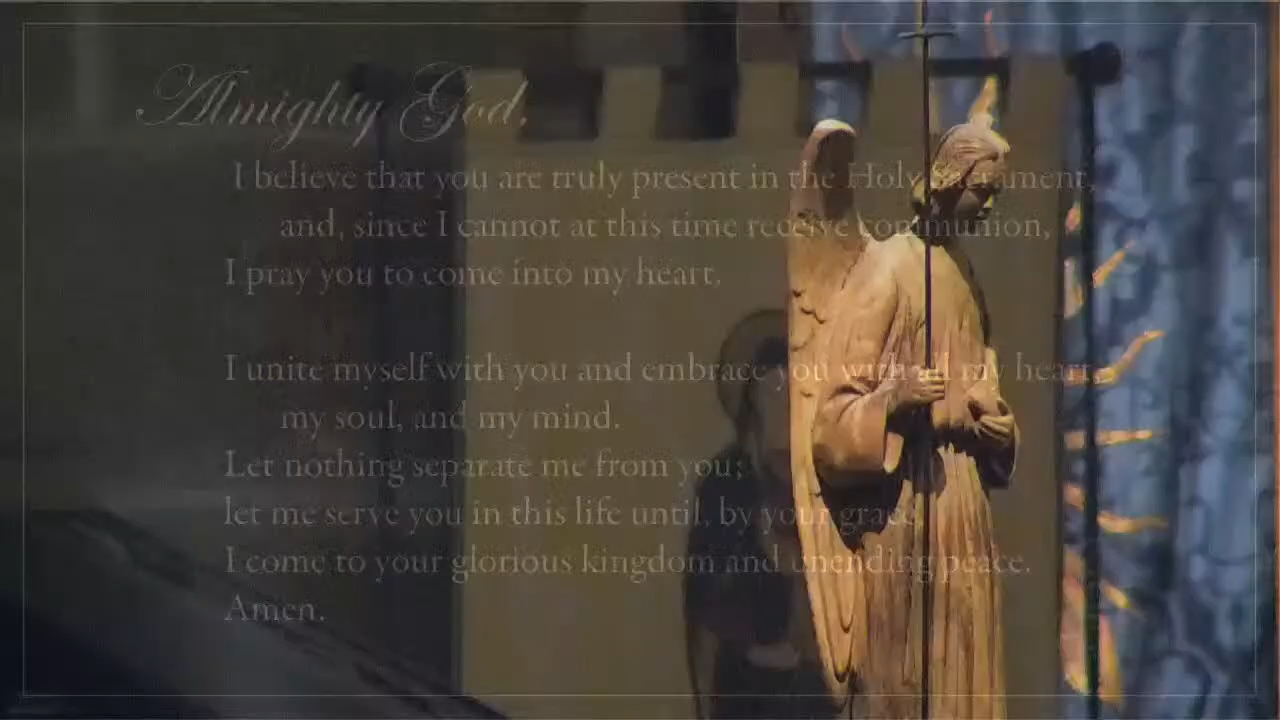 Almighty God,
I believe that you are truly present in the Holy Sacrament,
and, since I cannot at this time receive communion,
I pray you to come into my heart.
I unite myself with you and embrace you with all my heart,
my soul, and my mind.
Let nothing separate me from you;
let me serve you in this life until, by your grace,
I come to your glorious kingdom and unending peace.
Amen.